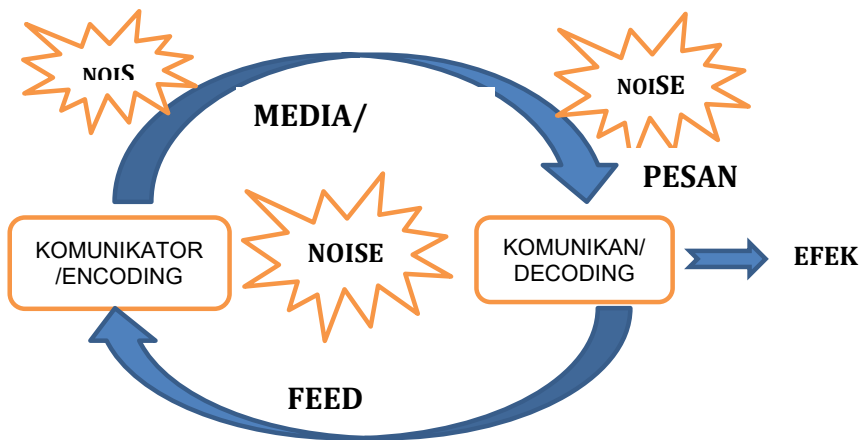 NOIS
NOISE
MEDIA/
PESAN
KOMUNIKATOR
/ENCODING
NOISE
KOMUNIKAN/
DECODING
EFEK
FEED